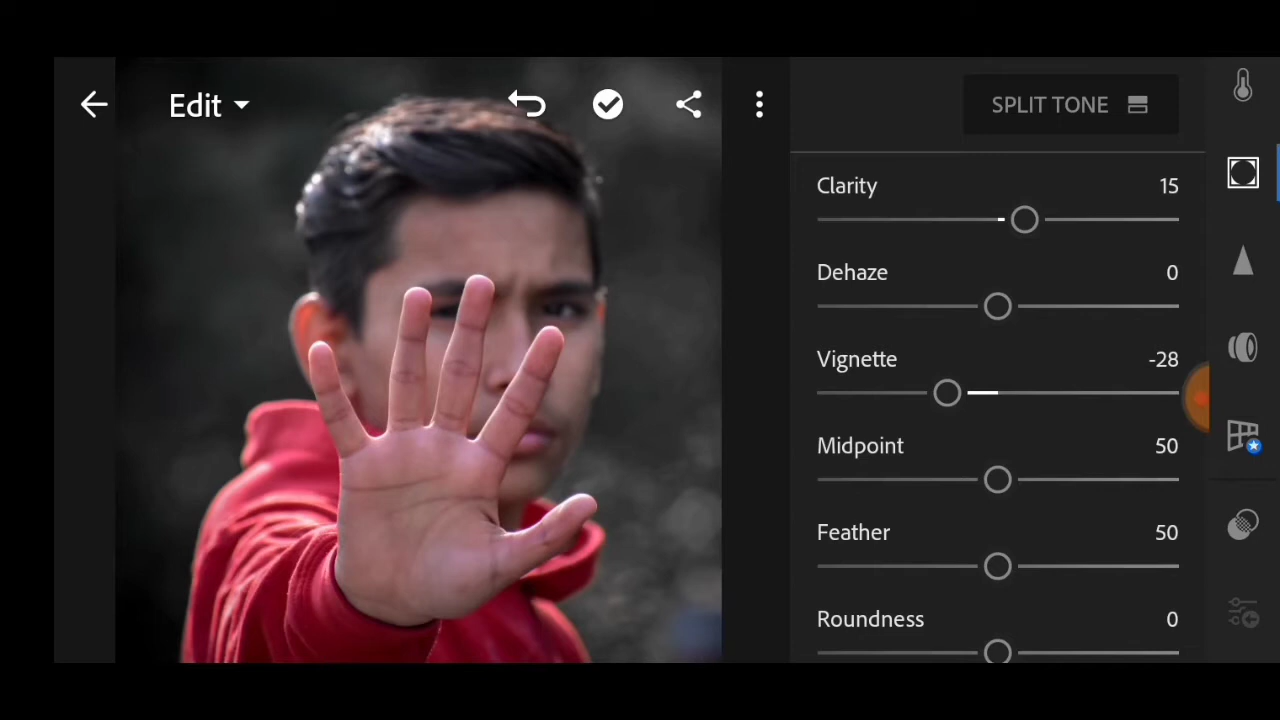 Edit
SPLIT TONE
Clarity 15
Dehaze 0
Vignette -28
Midpoint 50
Feather 50
Roundness 0